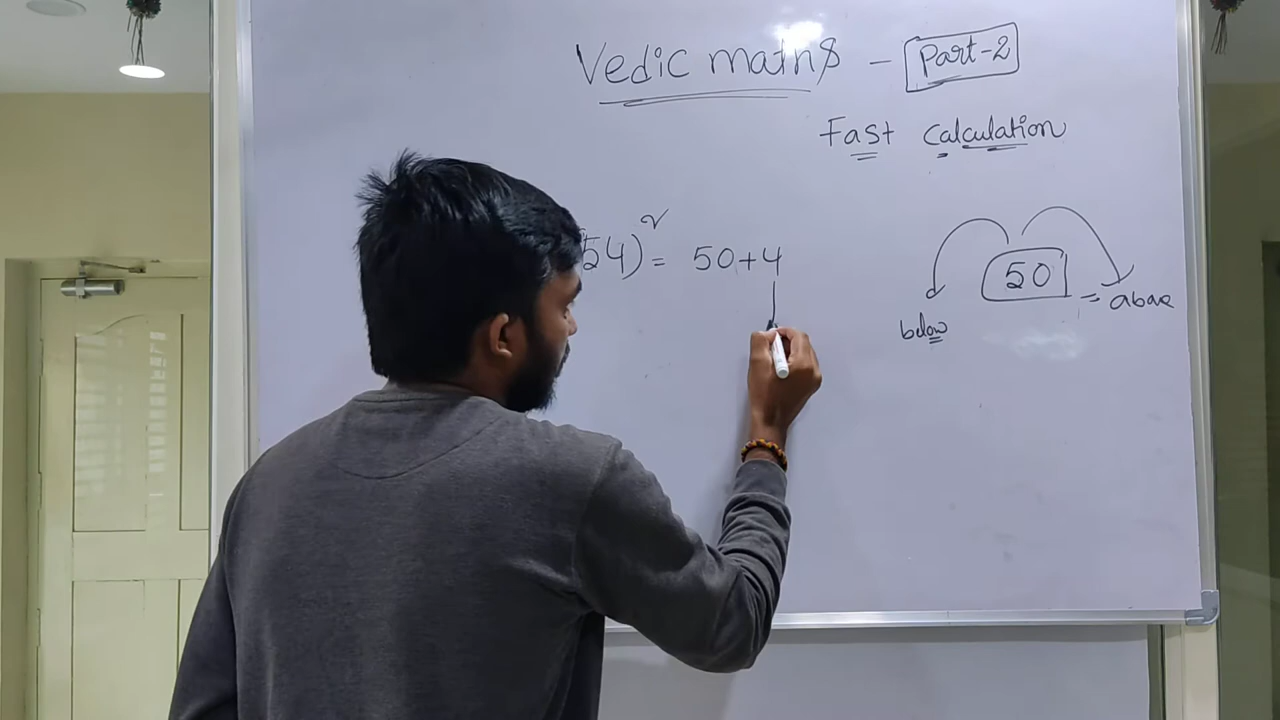 Vedic maths - Part-2
Fast calculation
54)² = 50+4
50 = above
below